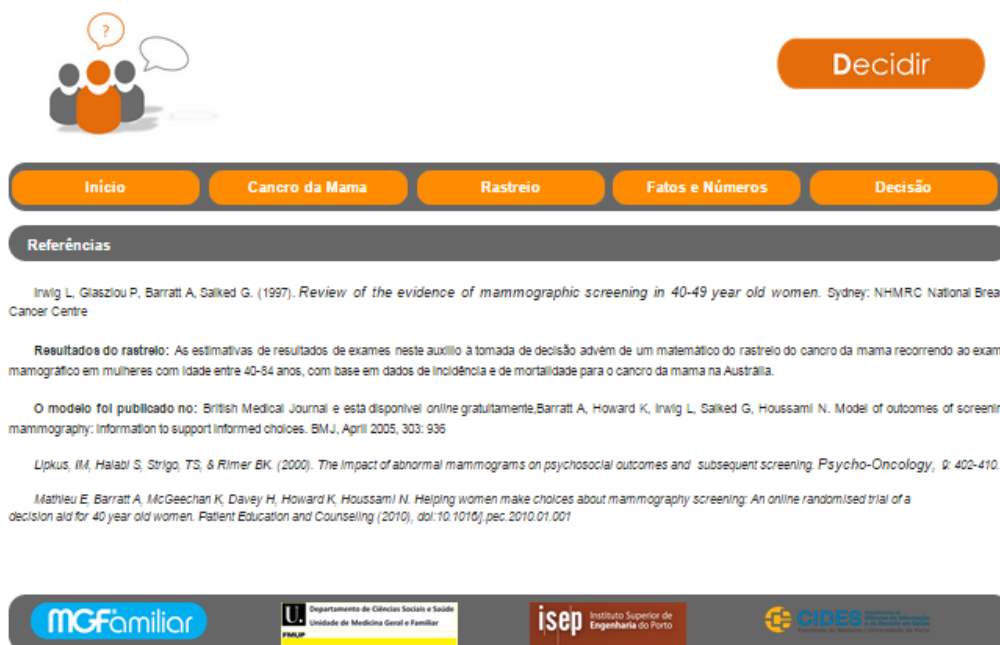 ?
Decidir
Início Cancro da Mama Rastreio Fatos e Números Decisão
Referências
Irwig L, Glasziou P, Barratt A, Salked G. (1997). Review of the evidence of mammographic screening in 40-49 year old women. Sydney: NHMRC National Brea
Cancer Centre
Resultados do rastreio: As estimativas de resultados de exames neste auxílio à tomada de decisão advêm de um matemático do rastreio do cancro da mama recorrendo ao exam
mamográfico em mulheres com idade entre 40-84 anos, com base em dados de incidência e de mortalidade para o cancro da mama na Austrália.
O modelo foi publicado no: British Medical Journal e está disponível online gratuitamente,Barratt A, Howard K, Irwig L, Salked G, Houssami N. Model of outcomes of screenin
mammography: information to support informed choices. BMJ, April 2005, 303: 936
Lipkus, IM, Halabi S, Strigo, TS, & Rimer BK. (2000). The impact of abnormal mammograms on psychosocial outcomes and subsequent screening. Psycho-Oncology, 9: 402-410.
Mathieu E, Barratt A, McGeechan K, Davey H, Howard K, Houssami N. Helping women make choices about mammography screening: An online randomised trial of a
decision aid for 40 year old women. Patient Education and Counseling (2010), doi:10.1016/j.pec.2010.01.001
MGFamiliar
U. Departamento de Ciências Sociais e Saúde
Unidade de Medicina Geral e Familiar
FMUP
isep Instituto Superior de
Engenharia do Porto
CIDES